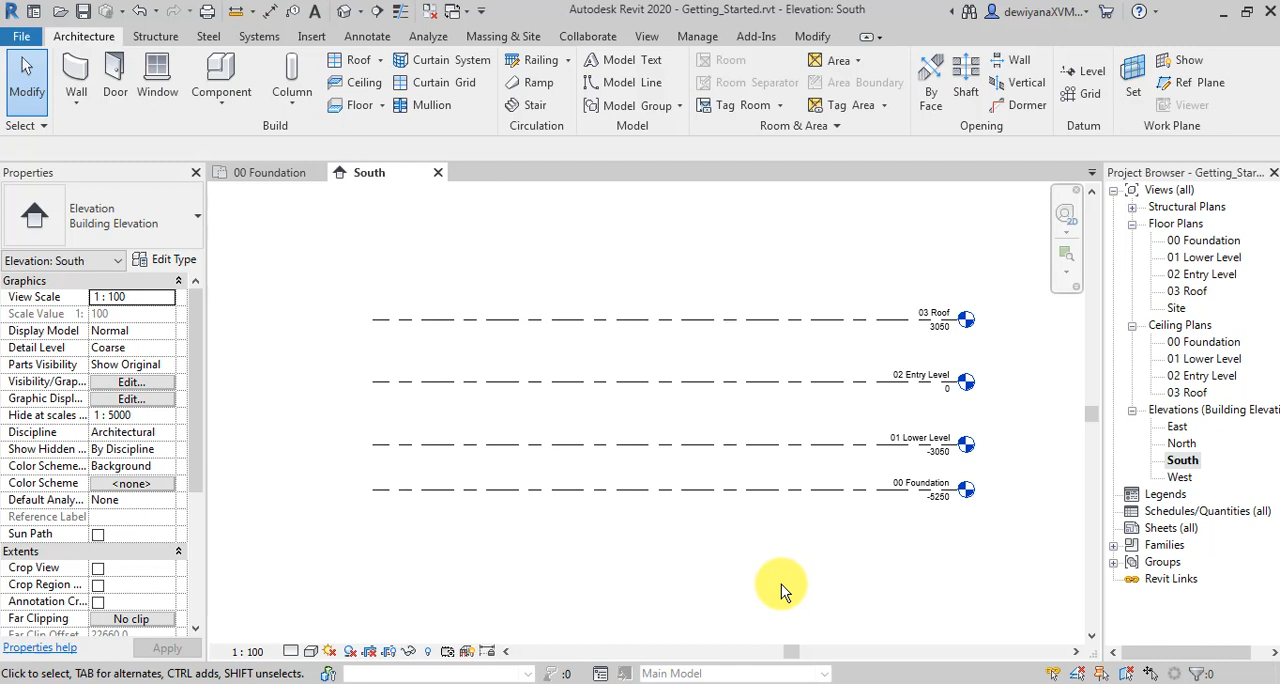 Autodesk Revit 2020 - Getting_Started.rvt - Elevation: South
dewiyanaXVM...
File
Architecture
Structure
Steel
Systems
Insert
Annotate
Analyze
Massing & Site
Collaborate
View
Manage
Add-Ins
Modify
Modify
Wall
Door
Window
Component
Column
Roof
Ceiling
Floor
Curtain System
Curtain Grid
Mullion
Railing
Ramp
Stair
Model Text
Model Line
Model Group
Room
Room Separator
Tag Room
Area
Area Boundary
Tag Area
By Face
Shaft
Wall
Vertical
Dormer
Level
Grid
Set
Show
Ref Plane
Viewer
Select
Build
Circulation
Model
Room & Area
Opening
Datum
Work Plane
Properties
00 Foundation
South
Project Browser - Getting_Star...
Elevation
Building Elevation
Elevation: South
Edit Type
Graphics
View Scale 1 : 100
Scale Value 1: 100
Display Model Normal
Detail Level Coarse
Parts Visibility Show Original
Visibility/Grap... Edit...
Graphic Displ... Edit...
Hide at scales ... 1 : 5000
Discipline Architectural
Show Hidden ... By Discipline
Color Scheme... Background
Color Scheme <none>
Default Analy... None
Reference Label
Sun Path
Extents
Crop View
Crop Region ...
Annotation Cr...
Far Clipping No clip
Far Clip Offset 22660.0
Properties help
Apply
2D
03 Roof
3050
02 Entry Level
0
01 Lower Level
-3050
00 Foundation
-5250
Views (all)
Structural Plans
Floor Plans
00 Foundation
01 Lower Level
02 Entry Level
03 Roof
Site
Ceiling Plans
00 Foundation
01 Lower Level
02 Entry Level
03 Roof
Elevations (Building Elevati
East
North
South
West
Legends
Schedules/Quantities (all)
Sheets (all)
Families
Groups
Revit Links
1 : 100
Click to select, TAB for alternates, CTRL adds, SHIFT unselects.
:0
Main Model
:0